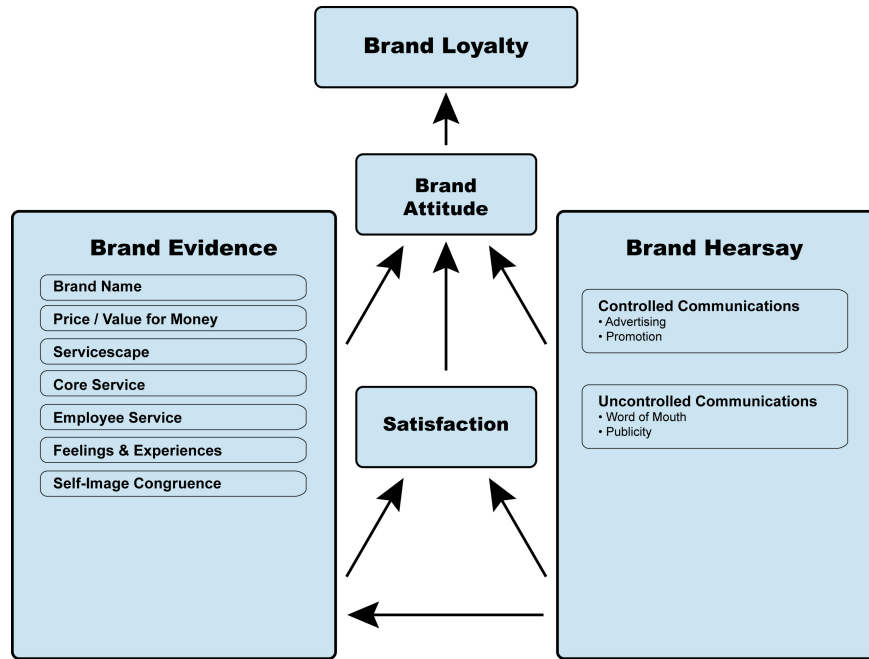 Brand Loyalty
Brand
Attitude
Brand Evidence
Brand Name
Price / Value for Money
Servicescape
Core Service
Employee Service
Feelings & Experiences
Self-Image Congruence
Satisfaction
Brand Hearsay
Controlled Communications
• Advertising
• Promotion
Uncontrolled Communications
• Word of Mouth
• Publicity